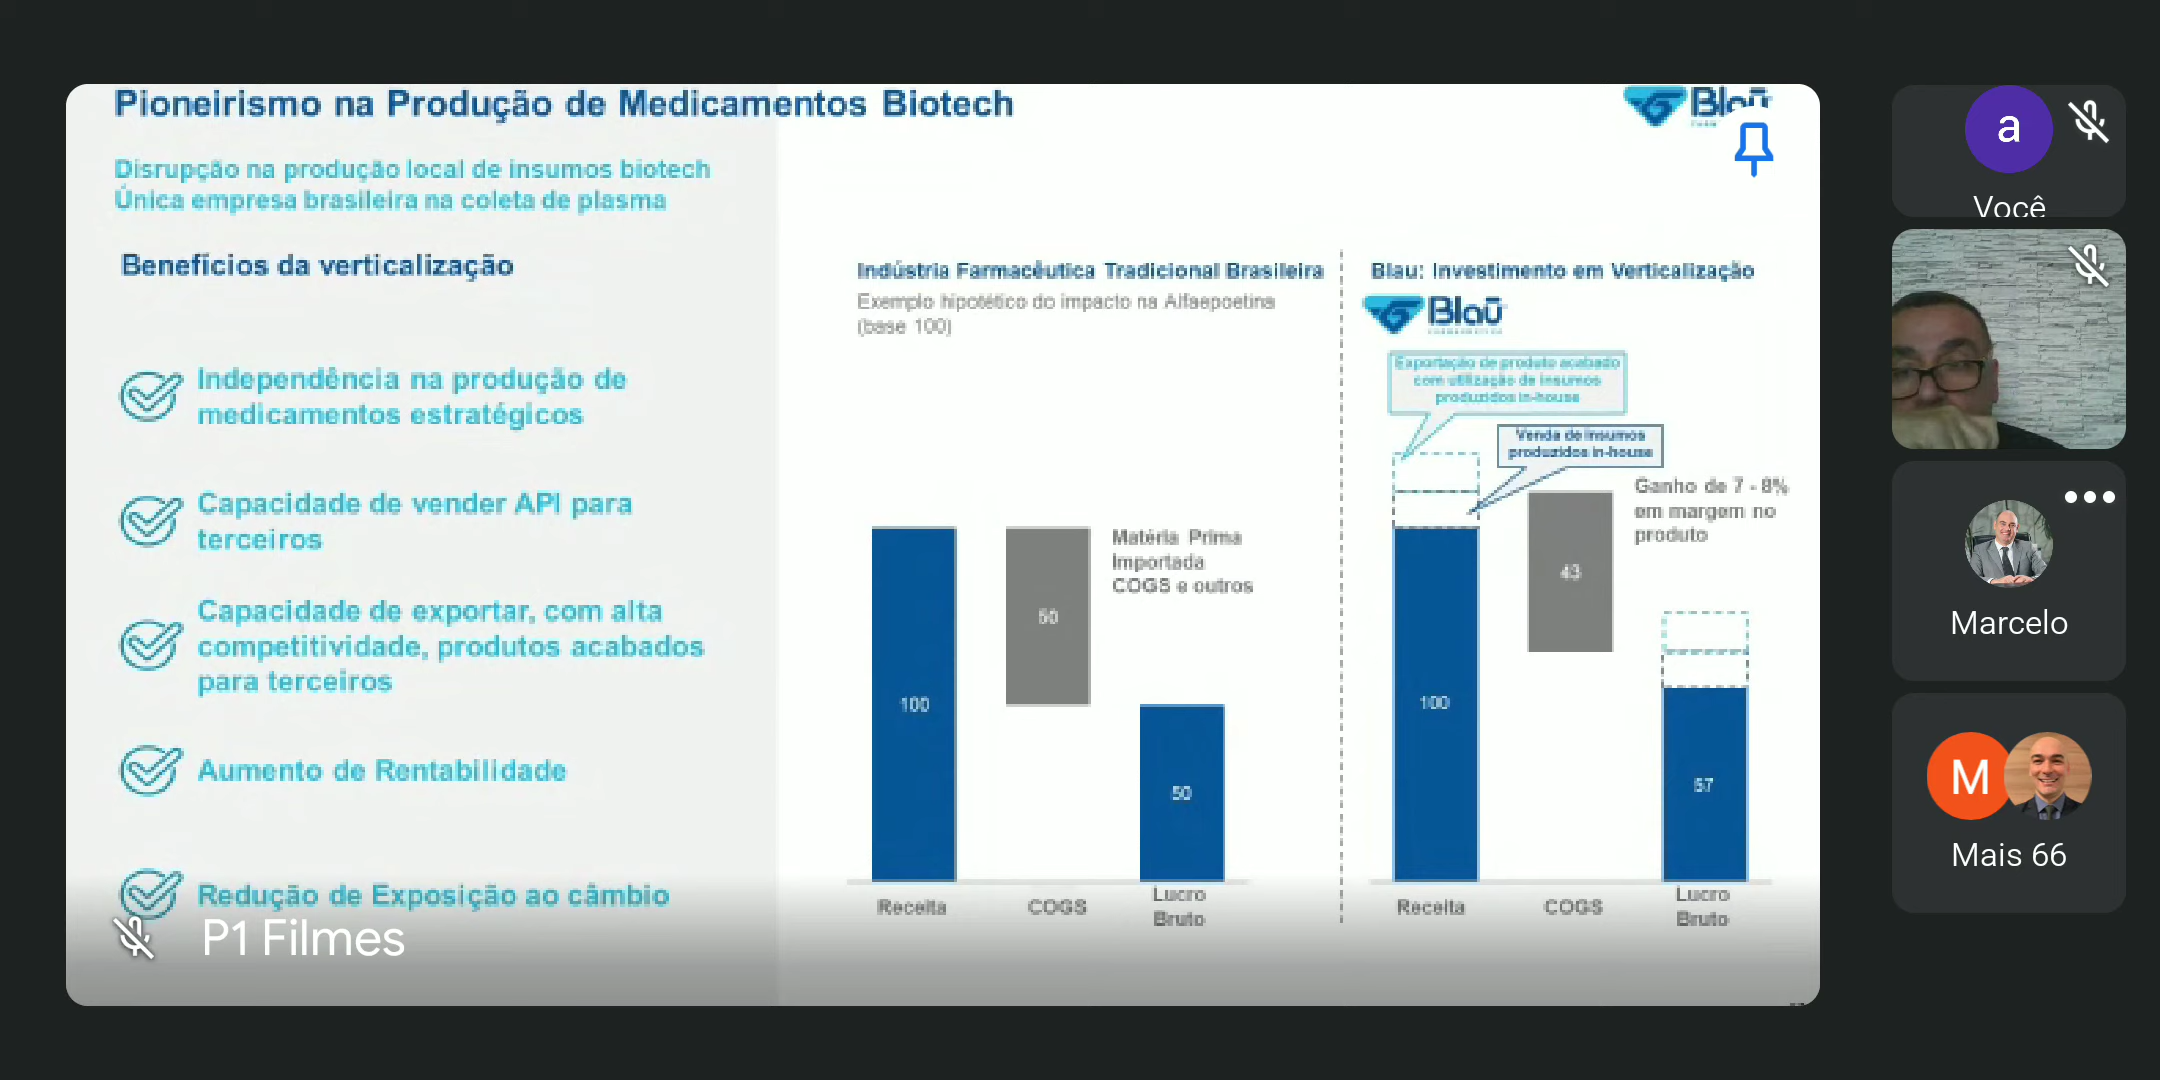 Pioneirismo na Produção de Medicamentos Biotech
Blaū
Disrupção na produção local de insumos biotech
Única empresa brasileira na coleta de plasma
Benefícios da verticalização
Independência na produção de
medicamentos estratégicos
Capacidade de vender API para
terceiros
Capacidade de exportar, com alta
competitividade, produtos acabados
para terceiros
Aumento de Rentabilidade
Redução de Exposição ao câmbio
P1 Filmes
Indústria Farmacêutica Tradicional Brasileira
Exemplo hipotético do impacto na Alfaepoetina
(base 100)
Matéria Prima
Importada
COGS e outros
100
50
50
Receita
COGS
Lucro
Bruto
Blau: Investimento em Verticalização
Blaū
Exportação de produto acabado
com utilização de insumos
produzidos in-house
Venda de insumos
produzidos in-house
Ganho de 7 - 8%
em margem no
produto
100
43
57
Receita
COGS
Lucro
Bruto
a
Você
Marcelo
M
Mais 66